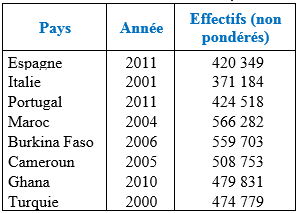 Pays Année Effectifs (non pondérés)
Espagne 2011 420 349
Italie 2001 371 184
Portugal 2011 424 518
Maroc 2004 566 282
Burkina Faso 2006 559 703
Cameroun 2005 508 753
Ghana 2010 479 831
Turquie 2000 474 779